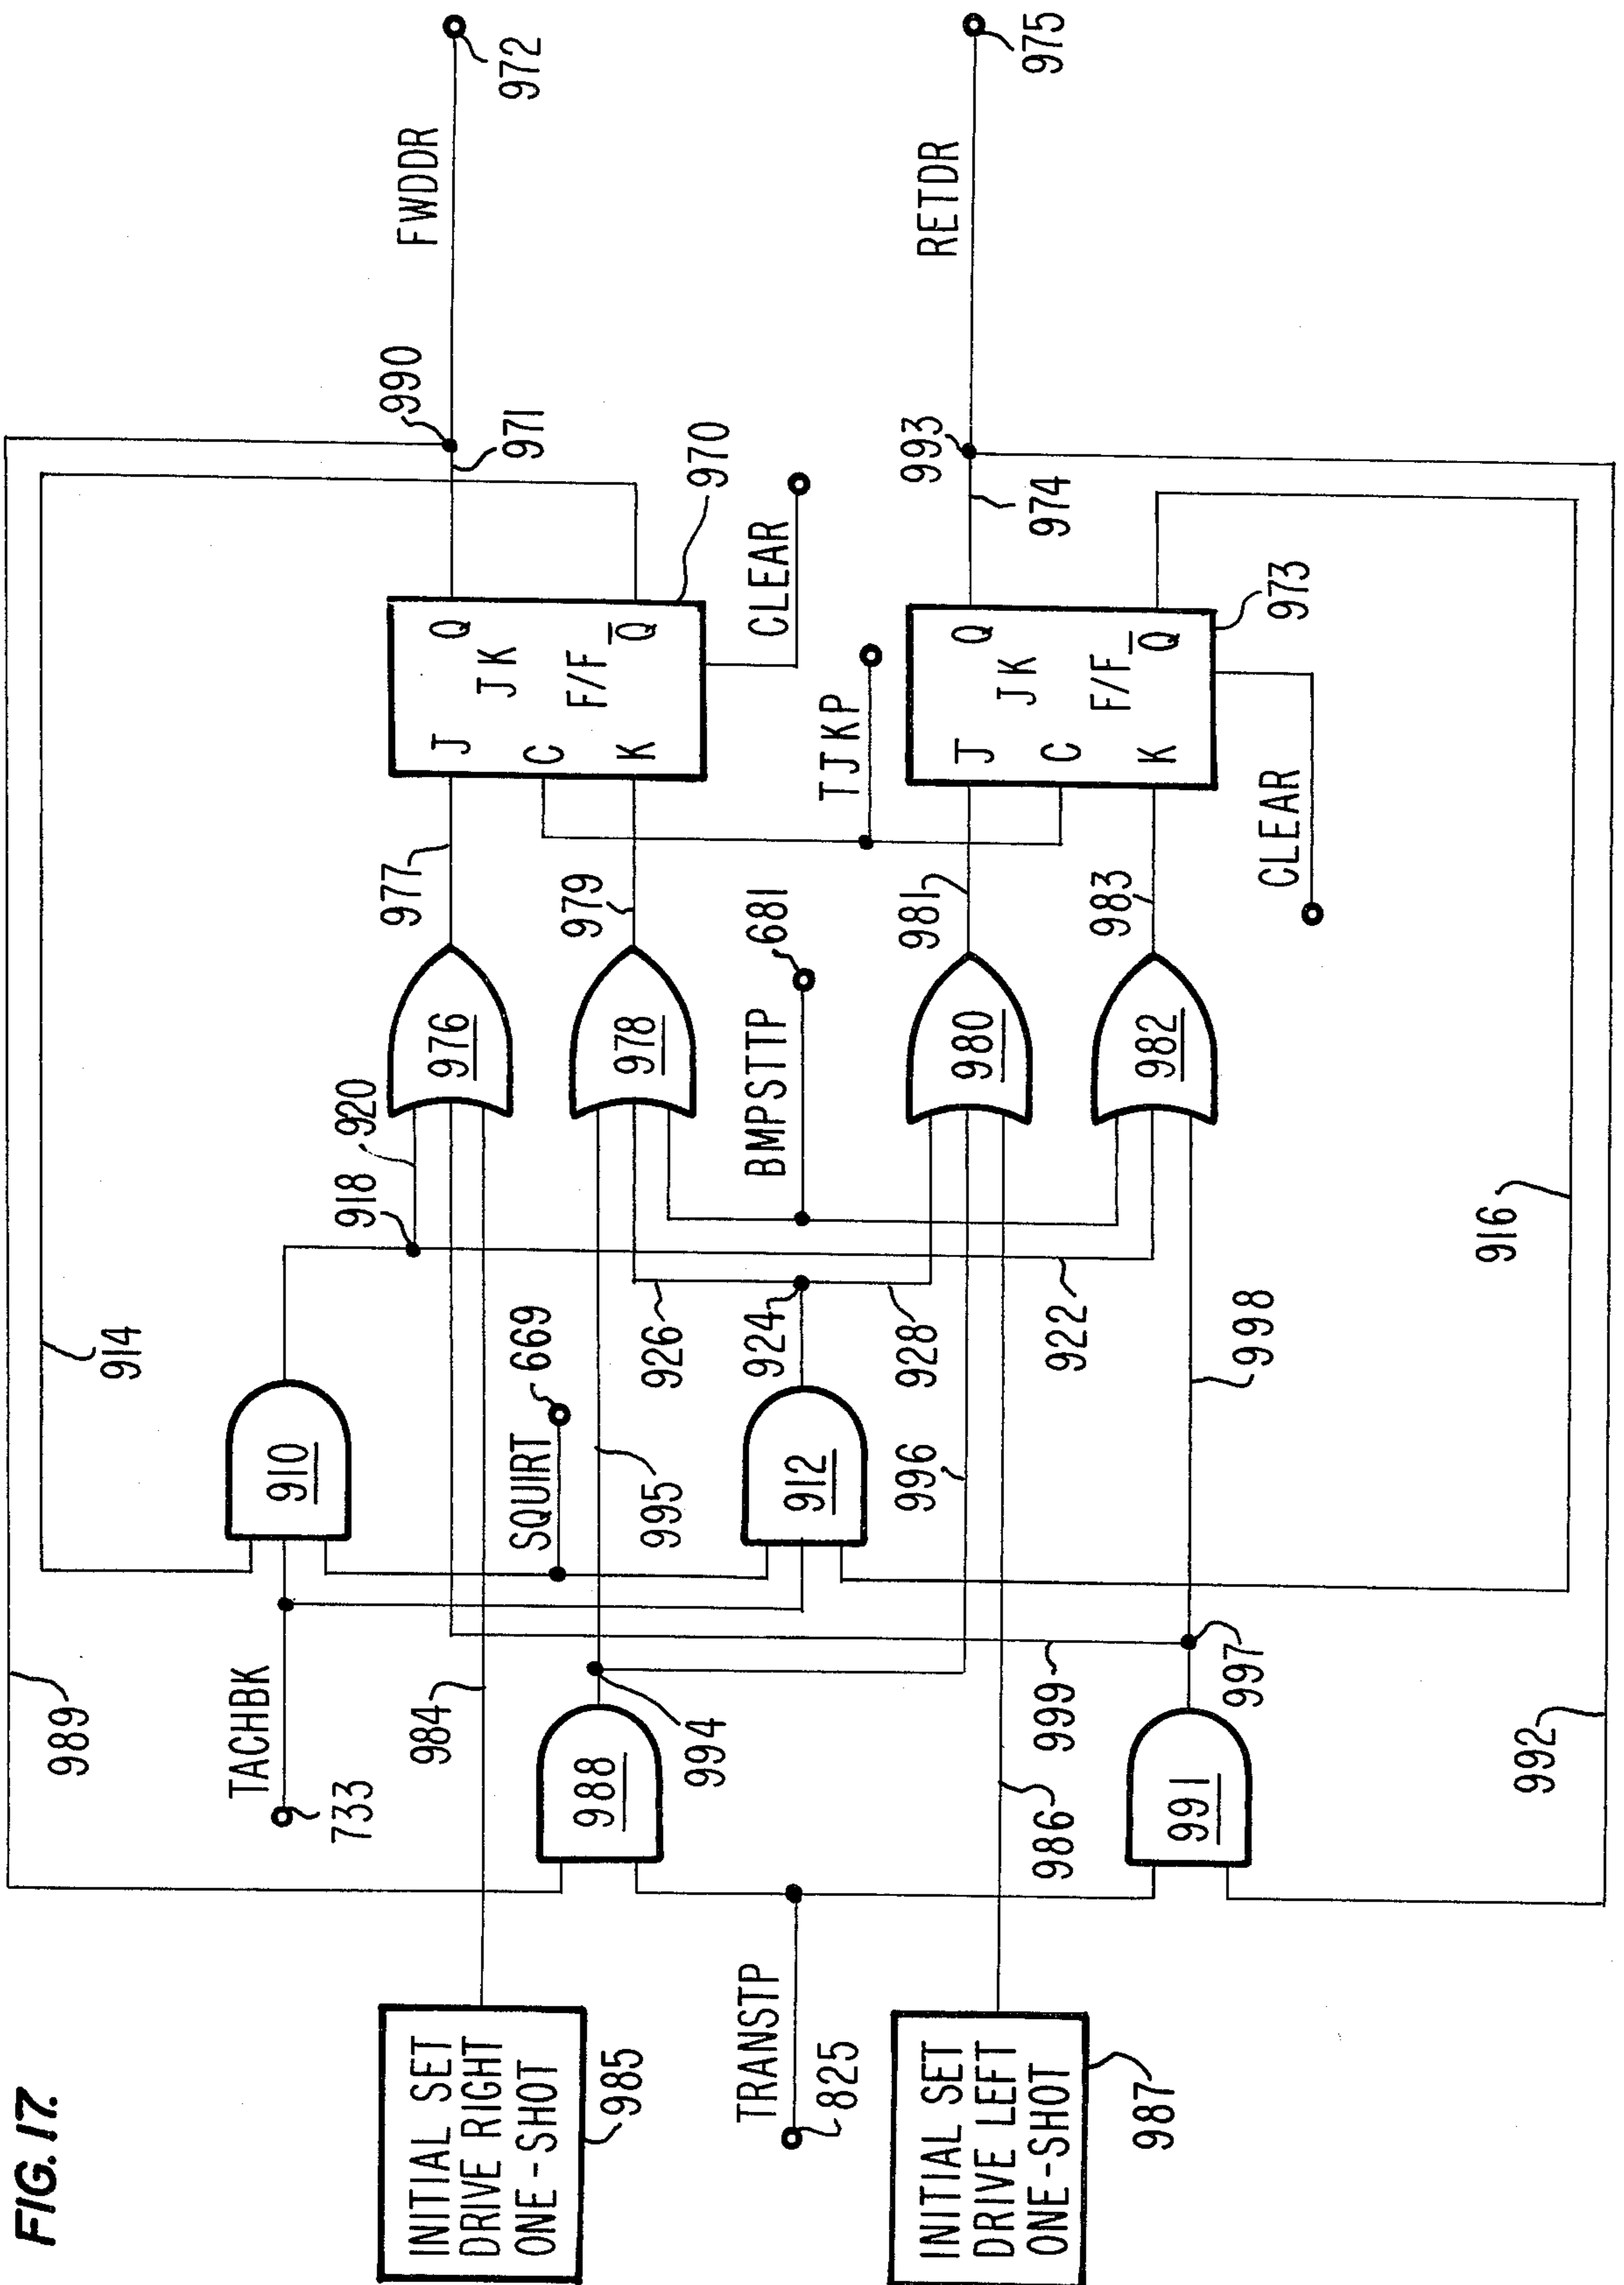 FIG. 17.
989
914
TACHBK
733
910
918
920
977
990
971
FWDDR
972
INITIAL SET
DRIVE RIGHT
ONE-SHOT
985
984
976
J
Q
JK
C
F/F
K
Q̄
970
988
994
995
SQUIRT
669
926
978
979
CLEAR
TRANSTP
825
912
924
BMPSTTP
681
TJKP
INITIAL SET
DRIVE LEFT
ONE-SHOT
987
986
996
928
980
981
J
Q
JK
C
F/F
K
Q̄
973
993
974
RETDR
975
999
922
991
997
998
982
983
CLEAR
992
916